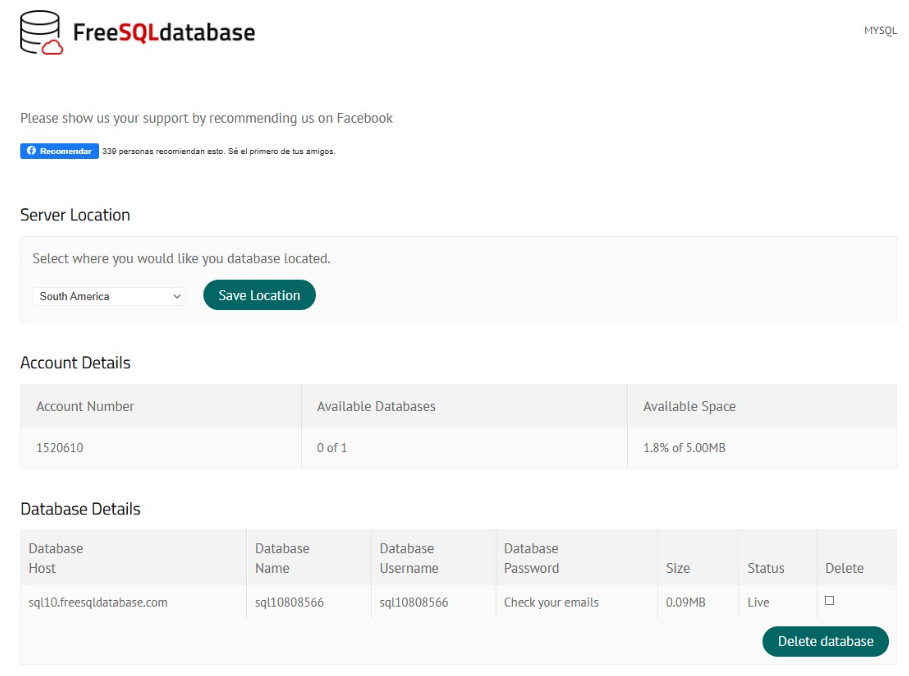 FreeSQLdatabase
MYSQL
Please show us your support by recommending us on Facebook
Recomendar 339 personas recomiendan esto. Sé el primero de tus amigos.
Server Location
Select where you would like you database located.
South America
Save Location
Account Details
Account Number Available Databases Available Space
1520610 0 of 1 1.8% of 5.00MB
Database Details
Database Database Database Database
Host Name Username Password Size Status Delete
sql10.freesqldatabase.com sql10808566 sql10808566 Check your emails 0.09MB Live
Delete database